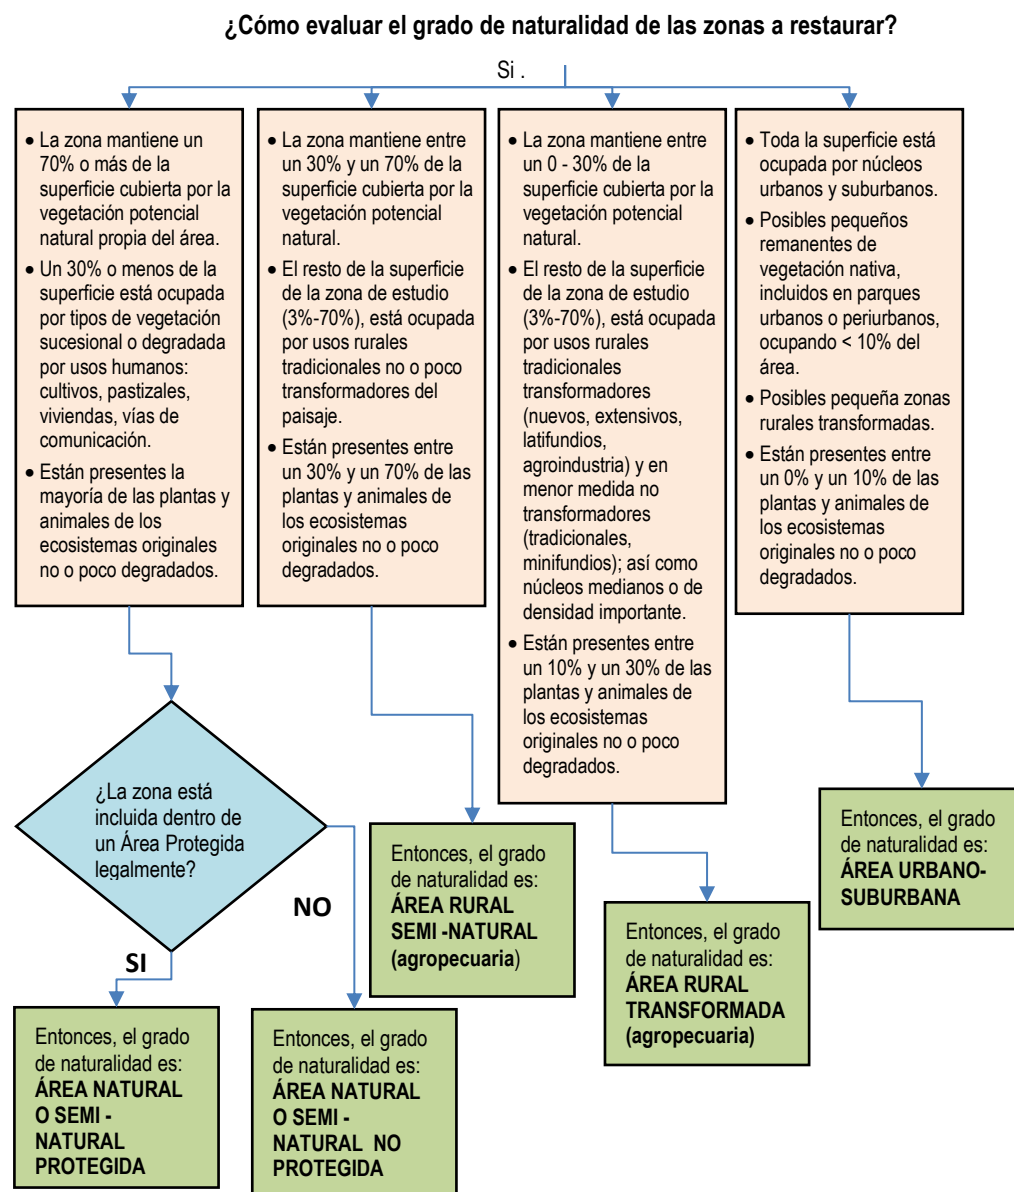 ¿Cómo evaluar el grado de naturalidad de las zonas a restaurar?
Si .
• La zona mantiene un
70% o más de la
superficie cubierta por la
vegetación potencial
natural propia del área.
• Un 30% o menos de la
superficie está ocupada
por tipos de vegetación
sucesional o degradada
por usos humanos:
cultivos, pastizales,
viviendas, vías de
comunicación.
• Están presentes la
mayoría de las plantas y
animales de los
ecosistemas originales
no o poco degradados.
• La zona mantiene entre
un 30% y un 70% de la
superficie cubierta por la
vegetación potencial
natural.
• El resto de la superficie
de la zona de estudio
(3%-70%), está ocupada
por usos rurales
tradicionales no o poco
transformadores del
paisaje.
• Están presentes entre
un 30% y un 70% de las
plantas y animales de
los ecosistemas
originales no o poco
degradados.
• La zona mantiene entre
un 0 - 30% de la
superficie cubierta por la
vegetación potencial
natural.
• El resto de la superficie
de la zona de estudio
(3%-70%), está ocupada
por usos rurales
tradicionales
transformadores
(nuevos, extensivos,
latifundios,
agroindustria) y en
menor medida no
transformadores
(tradicionales,
minifundios); así como
núcleos medianos o de
densidad importante.
• Están presentes entre
un 10% y un 30% de las
plantas y animales de
los ecosistemas
originales no o poco
degradados.
• Toda la superficie está
ocupada por núcleos
urbanos y suburbanos.
• Posibles pequeños
remanentes de
vegetación nativa,
incluidos en parques
urbanos o periurbanos,
ocupando < 10% del
área.
• Posibles pequeña zonas
rurales transformadas.
• Están presentes entre
un 0% y un 10% de las
plantas y animales de
los ecosistemas
originales no o poco
degradados.
¿La zona está
incluida dentro de
un Área Protegida
legalmente?
NO
SI
Entonces, el grado
de naturalidad es:
ÁREA NATURAL
O SEMI -
NATURAL
PROTEGIDA
Entonces, el grado
de naturalidad es:
ÁREA NATURAL
O SEMI -
NATURAL NO
PROTEGIDA
Entonces, el grado
de naturalidad es:
ÁREA RURAL
SEMI -NATURAL
(agropecuaria)
Entonces, el grado
de naturalidad es:
ÁREA RURAL
TRANSFORMADA
(agropecuaria)
Entonces, el grado
de naturalidad es:
ÁREA URBANO-
SUBURBANA